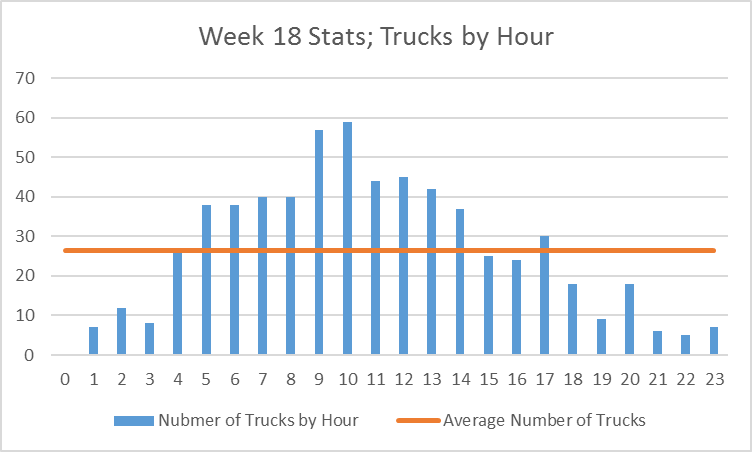 Week 18 Stats; Trucks by Hour
70
60
50
40
30
20
10
0
0 1 2 3 4 5 6 7 8 9 10 11 12 13 14 15 16 17 18 19 20 21 22 23
Nubmer of Trucks by Hour Average Number of Trucks